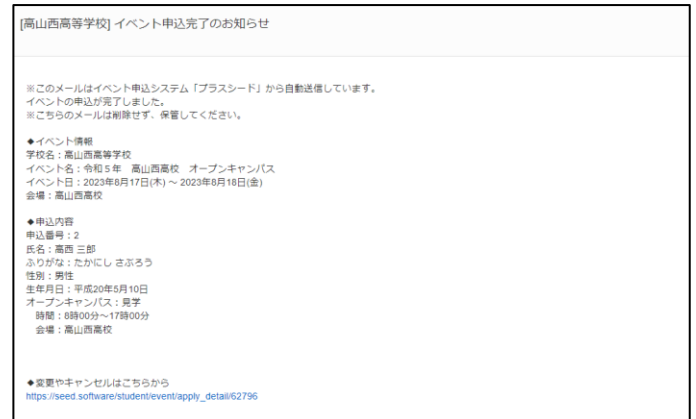 [高山西高等学校] イベント申込完了のお知らせ
※このメールはイベント申込システム「プラスシード」から自動送信しています。
イベントの申込が完了しました。
※こちらのメールは削除せず、保管してください。
◆イベント情報
学校名：高山西高等学校
イベント名：令和５年　高山西高校　オープンキャンパス
イベント日：2023年8月17日(木) ～ 2023年8月18日(金)
会場：高山西高校
◆申込内容
申込番号：2
氏名：高西 三郎
ふりがな：たかにし さぶろう
性別：男性
生年月日：平成20年5月10日
オープンキャンパス：見学
時間：8時00分～17時00分
会場：高山西高校
◆変更やキャンセルはこちらから
https://seed.software/student/event/apply_detail/62796